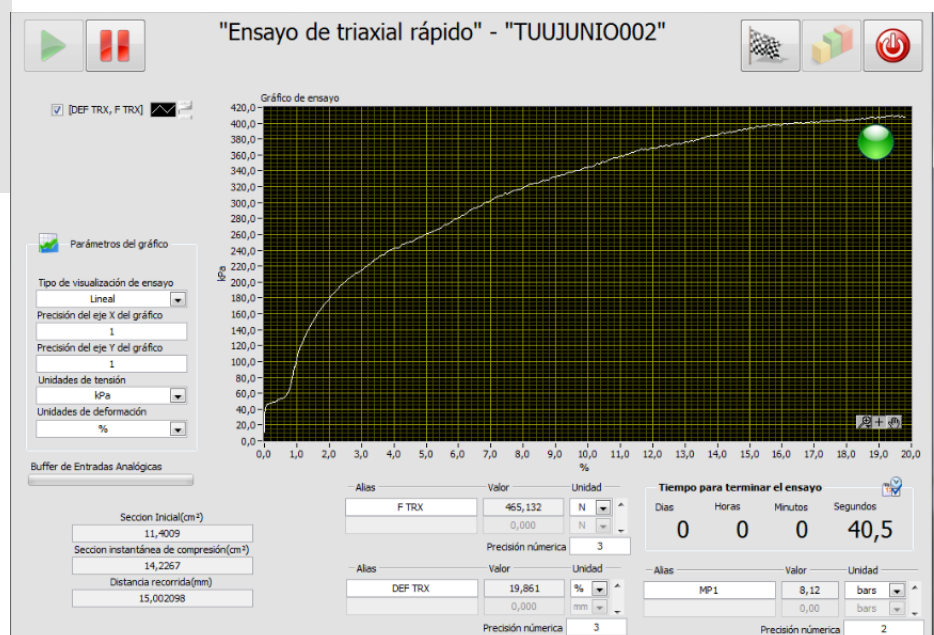 "Ensayo de triaxial rápido" - "TUUJUNIO002"
[DEF TRX, F TRX]
Gráfico de ensayo
420,0
400,0
380,0
360,0
340,0
320,0
300,0
280,0
260,0
240,0
220,0
200,0
180,0
160,0
140,0
120,0
100,0
80,0
60,0
40,0
20,0
0,0
kPa
0,0 1,0 2,0 3,0 4,0 5,0 6,0 7,0 8,0 9,0 10,0 11,0 12,0 13,0 14,0 15,0 16,0 17,0 18,0 19,0 20,0
%
Parámetros del gráfico
Tipo de visualización de ensayo
Lineal
Precisión del eje X del gráfico
1
Precisión del eje Y del gráfico
1
Unidades de tensión
kPa
Unidades de deformación
%
Buffer de Entradas Analógicas
Seccion Inicial(cm²)
11,4009
Seccion instantánea de compresión(cm²)
14,2267
Distancia recorrida(mm)
15,002098
Alias Valor Unidad
F TRX 465,132 N
0,000 N
Precisión númerica 3
Alias Valor Unidad
DEF TRX 19,861 %
0,000 mm
Precisión númerica 3
Tiempo para terminar el ensayo
Dias Horas Minutos Segundos
0 0 0 40,5
Alias Valor Unidad
MP1 8,12 bars
0,00 bars
Precisión númerica 2